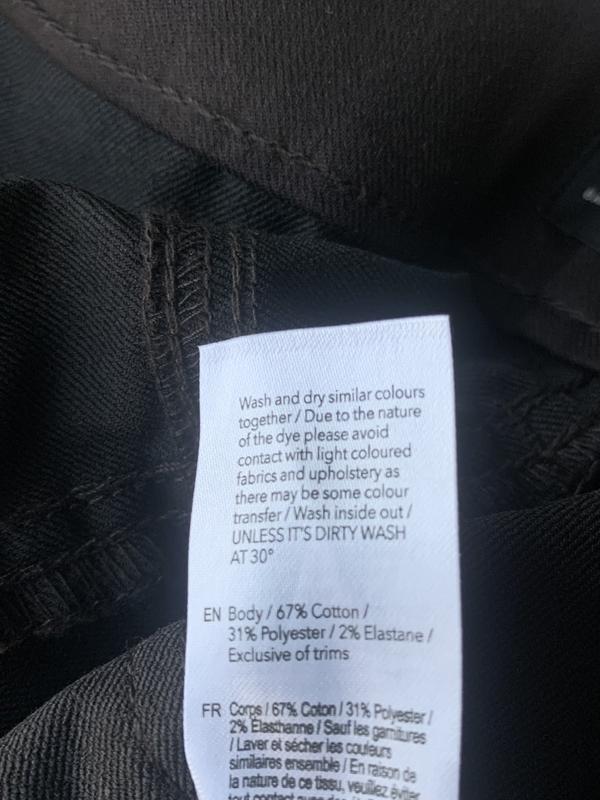 Wash and dry similar colours
together / Due to the nature
of the dye please avoid
contact with light coloured
fabrics and upholstery as
there may be some colour
transfer / Wash inside out /
UNLESS IT'S DIRTY WASH
AT 30°
EN Body / 67% Cotton /
31% Polyester / 2% Elastane /
Exclusive of trims
FR Corps / 67% Coton / 31% Polyester /
2% Élasthanne / Sauf les garnitures
/ Laver et sécher les couleurs
similaires ensemble / En raison de
la nature de ce tissu, veuillez éviter
tout contact avec des